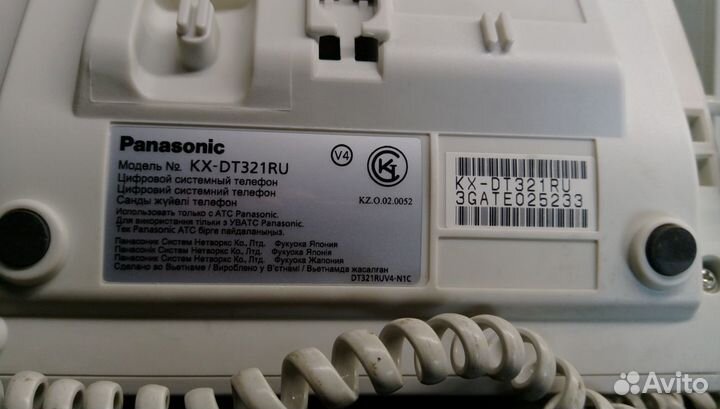 Panasonic
Модель №. KX-DT321RU
V4
Цифровой системный телефон
Цифровий системний телефон
Санды жүйелі телефон
KZ.O.02.0052
Использовать только с АТС Panasonic.
Для використання тільки з УВАТС Panasonic.
Тек Panasonic АТС бірге пайдаланыңыз.
Панасоник Систем Нетворкс Ко., Лтд. Фукуока Япония
Панасонік Систем Нетворкс Ко., Лтд. Фукуока Японія
Панасоник Систем Нетворкс Ко., Лтд. Фукуока Жапония
Сделано во Вьетнаме / Вироблено у В'єтнамі / Вьетнамда жасалған
DT321RUV4-N1C
KX-DT321RU
3GATE025233
Avito